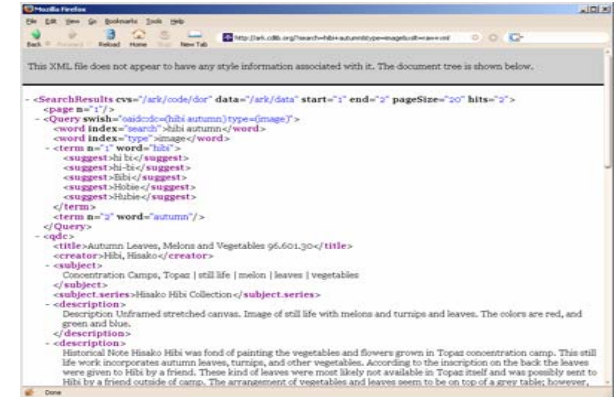 Mozilla Firefox
File Edit View Go Bookmarks Tools Help
Back Forward Reload Home Stop New Tab
This XML file does not appear to have any style information associated with it. The document tree is shown below.
- <SearchResults cvs="/ark/code/dor" data="/ark/data" start="1" end="2" pageSize="20" hits="2">
<page n="1"/>
- <Query swish="oaidc:dc=(hibi autumn) type=(image)">
<word index="search">hibi autumn</word>
<word index="type">image</word>
- <term n="1" word="hibi">
<suggest>hi bi</suggest>
<suggest>hi-bi</suggest>
<suggest>Bibi</suggest>
<suggest>Hobie</suggest>
<suggest>Hubie</suggest>
</term>
<term n="2" word="autumn"/>
</Query>
- <qdc>
<title>Autumn Leaves, Melons and Vegetables 96.601.30</title>
<creator>Hibi, Hisako</creator>
- <subject>
Concentration Camps, Topaz | still life | melon | leaves | vegetables
</subject>
<subject.series>Hisako Hibi Collection</subject.series>
- <description>
Description Unframed stretched canvas. Image of still life with melons and turnips and leaves. The colors are red, and
green and blue.
</description>
- <description>
Historical Note Hisako Hibi was fond of painting the vegetables and flowers grown in Topaz concentration camp. This still
life work incorporates autumn leaves, turnips, and other vegetables. According to the inscription on the back the leaves
were given to Hibi by a friend. These kind of leaves were most likely not available in Topaz itself and was possibly sent to
Hibi by a friend outside of camp. The arrangement of vegetables and leaves seem to be on top of a grey table; however,
Done